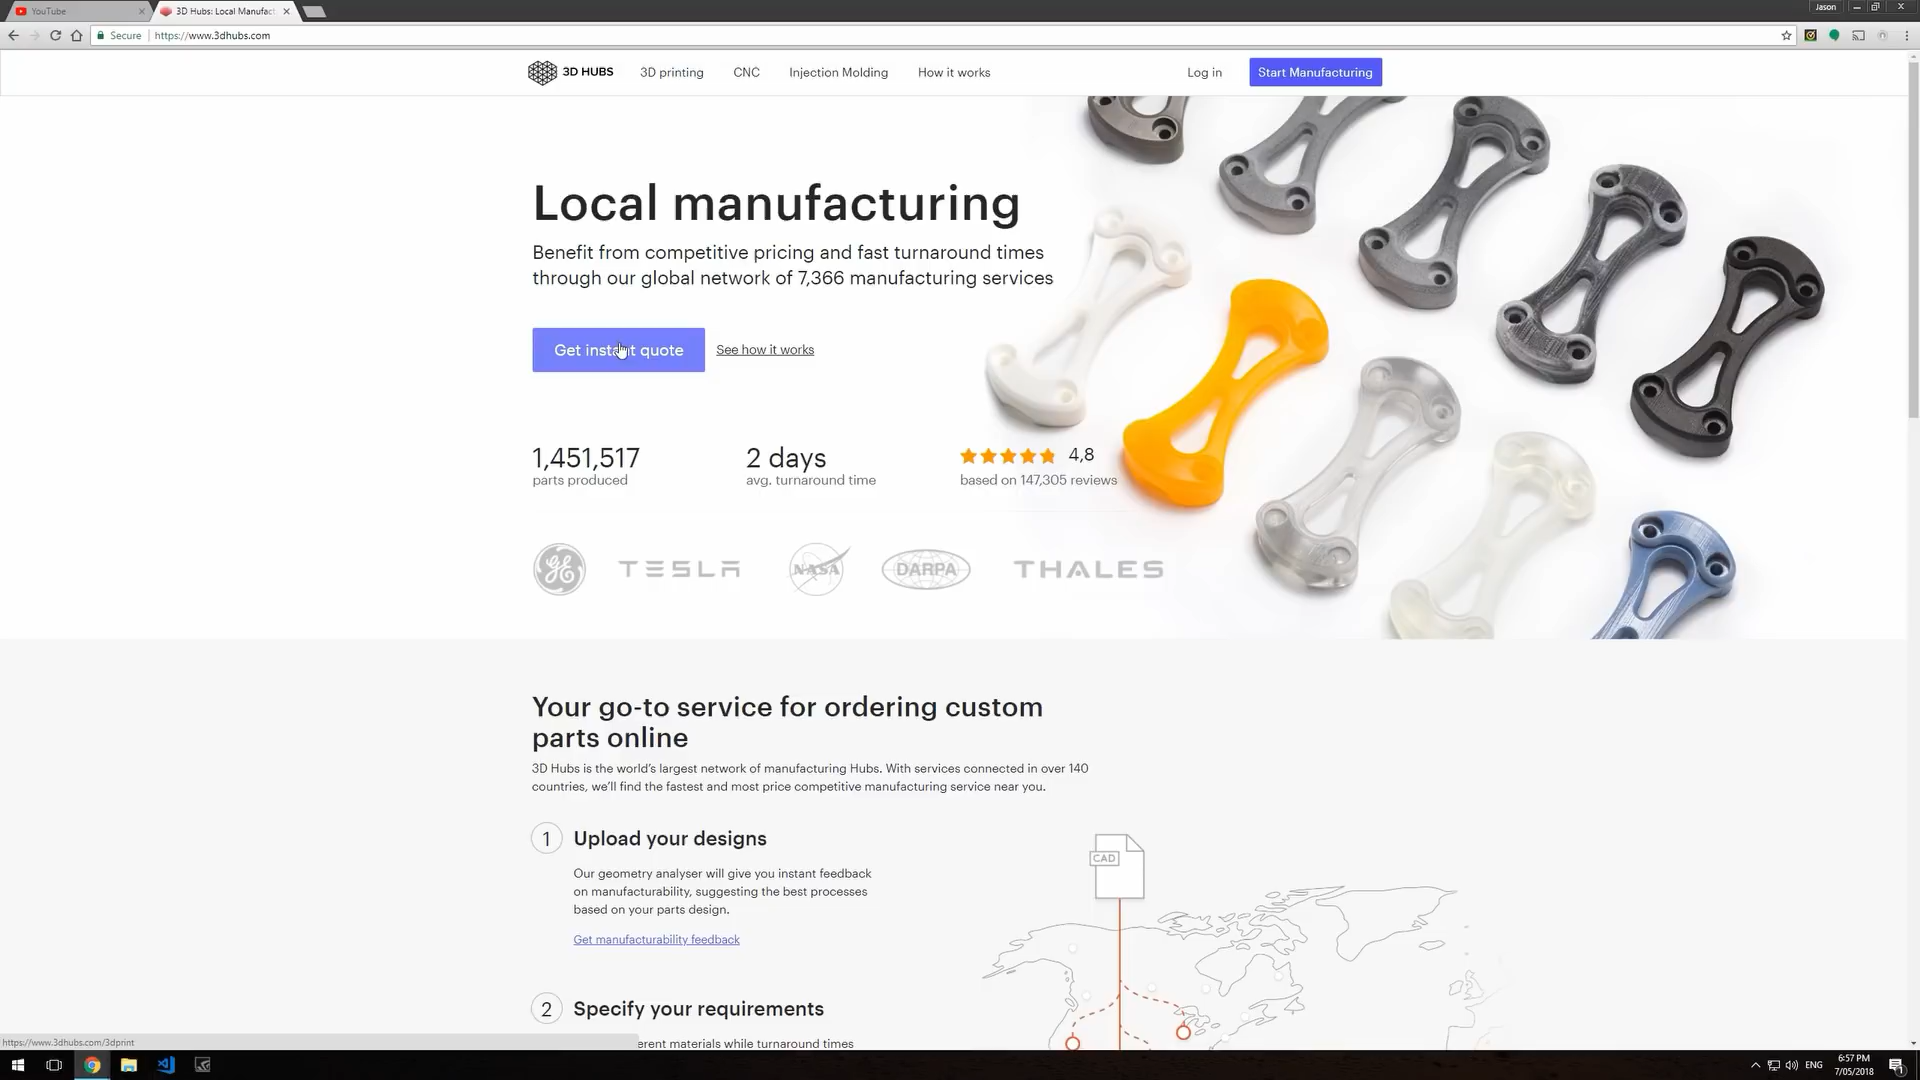 YouTube
3D Hubs: Local Manufact
Jason
Secure
https://www.3dhubs.com
3D HUBS
3D printing
CNC
Injection Molding
How it works
Log in
Start Manufacturing
Local manufacturing
Benefit from competitive pricing and fast turnaround times
through our global network of 7,366 manufacturing services
Get instant quote
See how it works
1,451,517
parts produced
2 days
avg. turnaround time
4,8
based on 147,305 reviews
GE
TESLA
NASA
DARPA
THALES
Your go-to service for ordering custom
parts online
3D Hubs is the world's largest network of manufacturing Hubs. With services connected in over 140
countries, we'll find the fastest and most price competitive manufacturing service near you.
1
Upload your designs
Our geometry analyser will give you instant feedback
on manufacturability, suggesting the best processes
based on your parts design.
Get manufacturability feedback
CAD
2
Specify your requirements
erent materials while turnaround times
https://www.3dhubs.com/3dprint
ENG
6:57 PM
7/05/2018